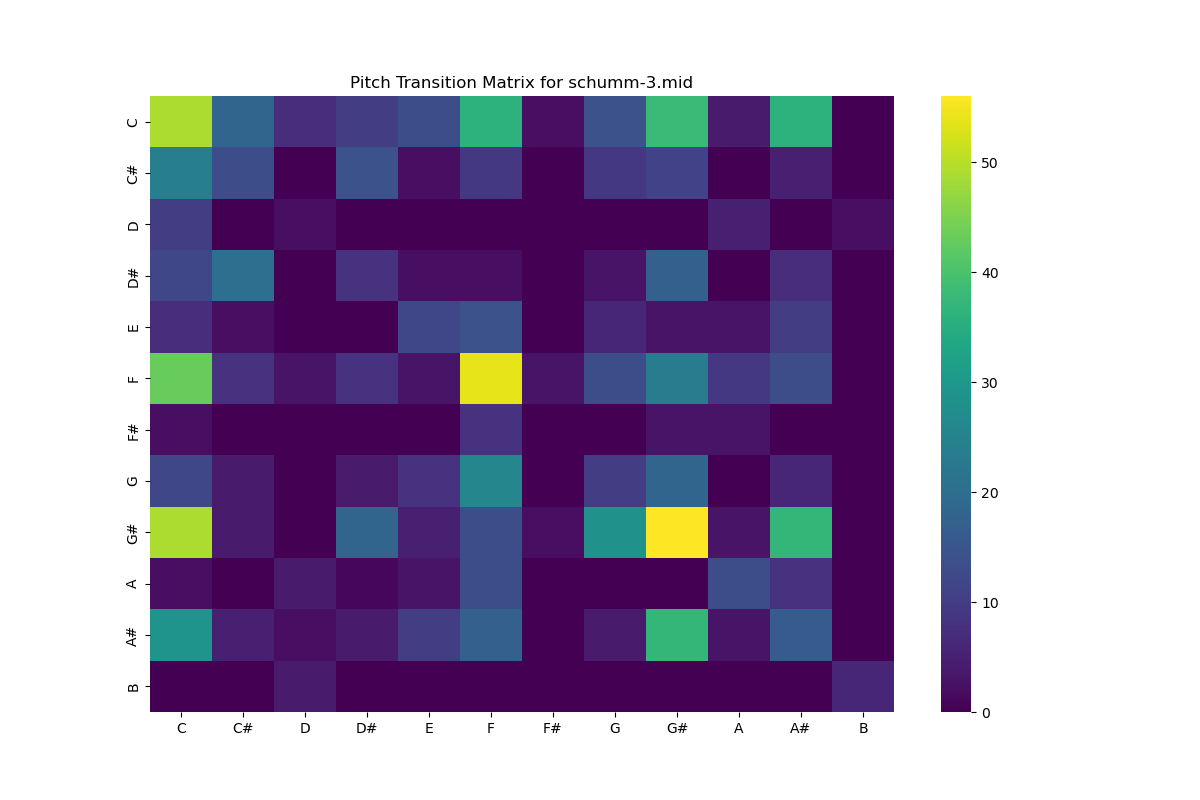 Pitch Transition Matrix for schumm-3.mid
C
C#
D
D#
E
F
F#
G
G#
A
A#
B
C C# D D# E F F# G G# A A# B
50
40
30
20
10
0